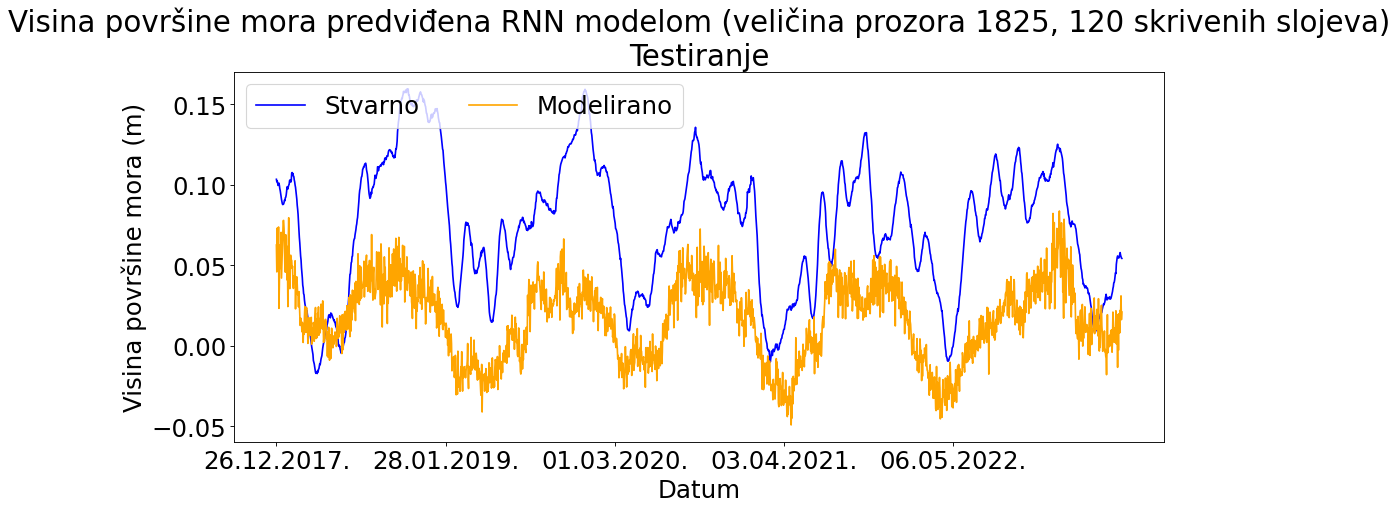 Visina površine mora predviđena RNN modelom (veličina prozora 1825, 120 skrivenih slojeva)
Testiranje
Stvarno Modelirano
Visina površine mora (m)
0.15
0.10
0.05
0.00
−0.05
26.12.2017. 28.01.2019. 01.03.2020. 03.04.2021. 06.05.2022.
Datum